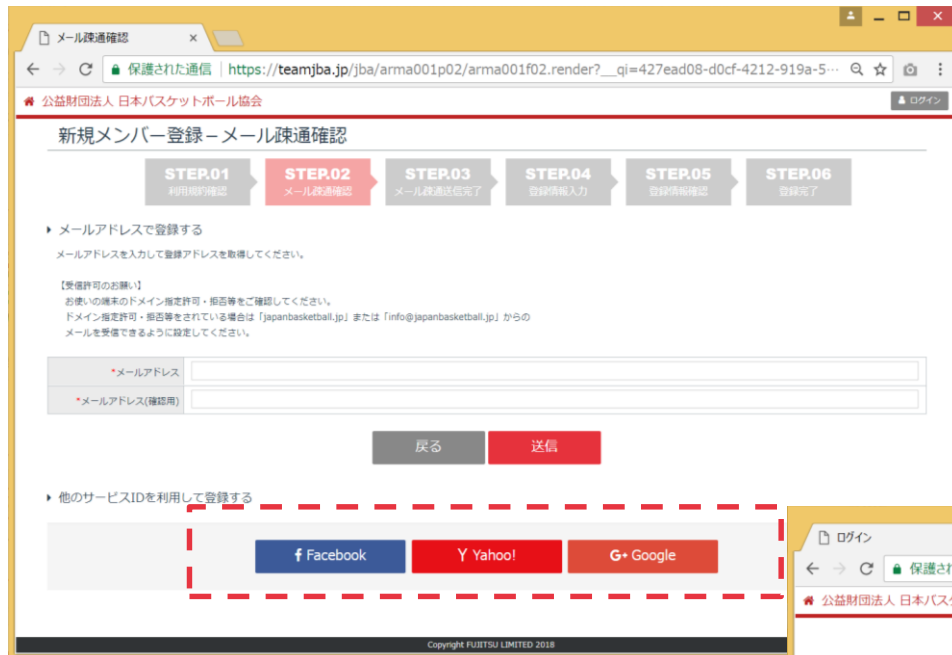 メール疎通確認
保護された通信 | https://teamjba.jp/jba/arma001p02/arma001f02.render?__qi=427ead08-d0cf-4212-919a-5…
公益財団法人 日本バスケットボール協会
ログイン
新規メンバー登録－メール疎通確認
STEP.01
利用規約確認
STEP.02
メール疎通確認
STEP.03
メール疎通送信完了
STEP.04
登録情報入力
STEP.05
登録情報確認
STEP.06
登録完了
メールアドレスで登録する
メールアドレスを入力して登録アドレスを取得してください。
【受信許可のお願い】
お使いの端末のドメイン指定許可・拒否等をご確認してください。
ドメイン指定許可・拒否等をされている場合は「japanbasketball.jp」または「info@japanbasketball.jp」からの
メールを受信できるように設定してください。
*メールアドレス
*メールアドレス(確認用)
戻る
送信
他のサービスIDを利用して登録する
f Facebook
Y Yahoo!
G+ Google
Copyright FUJITSU LIMITED 2018
ログイン
保護され
公益財団法人 日本バス